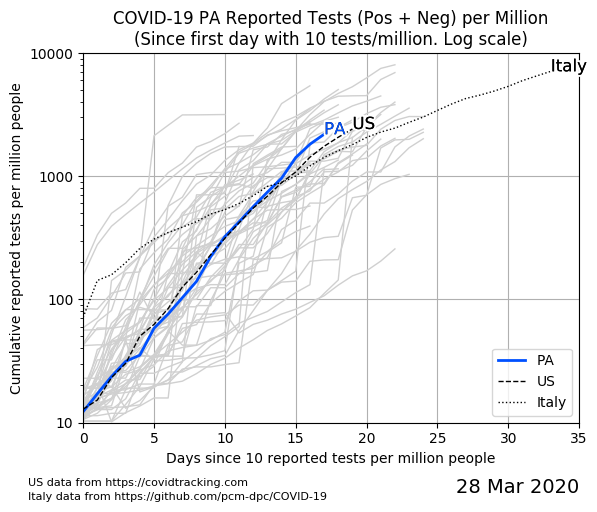 COVID-19 PA Reported Tests (Pos + Neg) per Million
(Since first day with 10 tests/million. Log scale)
10000
1000
100
10
Cumulative reported tests per million people
Italy
PA
US
PA
US
Italy
0 5 10 15 20 25 30 35
Days since 10 reported tests per million people
US data from https://covidtracking.com
Italy data from https://github.com/pcm-dpc/COVID-19
28 Mar 2020